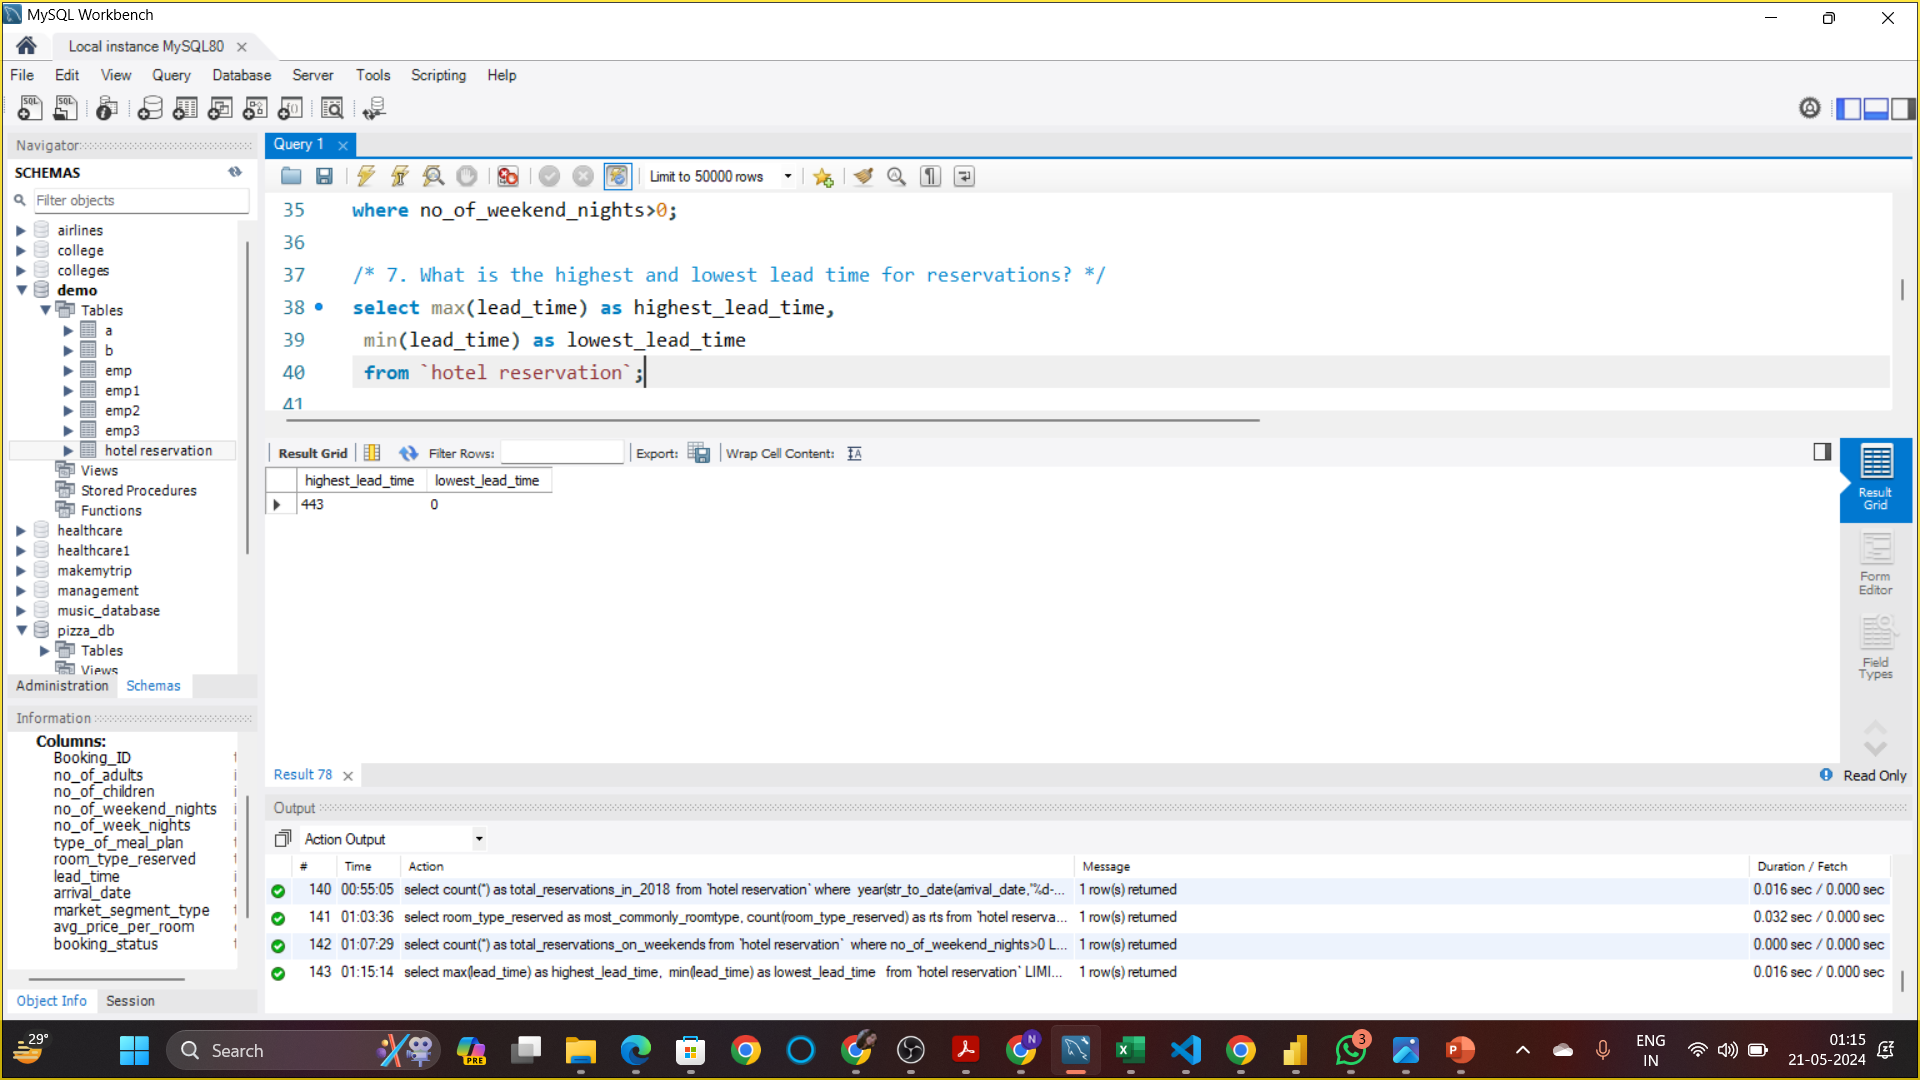 MySQL Workbench
Local instance MySQL80
File Edit View Query Database Server Tools Scripting Help
Navigator
SCHEMAS
Filter objects
airlines
college
colleges
demo
Tables
a
b
emp
emp1
emp2
emp3
hotel reservation
Views
Stored Procedures
Functions
healthcare
healthcare1
makemytrip
management
music_database
pizza_db
Tables
Views
Administration Schemas
Information
Columns:
Booking_ID
no_of_adults
no_of_children
no_of_weekend_nights
no_of_week_nights
type_of_meal_plan
room_type_reserved
lead_time
arrival_date
market_segment_type
avg_price_per_room
booking_status
Object Info Session
Query 1
Limit to 50000 rows
35 where no_of_weekend_nights>0;
36
37 /* 7. What is the highest and lowest lead time for reservations? */
38 select max(lead_time) as highest_lead_time,
39 min(lead_time) as lowest_lead_time
40 from `hotel reservation`;
41
Result Grid Filter Rows: Export: Wrap Cell Content:
highest_lead_time lowest_lead_time
443 0
Result Grid
Form Editor
Field Types
Result 78
Read Only
Output
Action Output
# Time Action Message Duration / Fetch
140 00:55:05 select count(*) as total_reservations_in_2018 from `hotel reservation` where year(str_to_date(arrival_date,"%d-... 1 row(s) returned 0.016 sec / 0.000 sec
141 01:03:36 select room_type_reserved as most_commonly_roomtype, count(room_type_reserved) as rts from `hotel reserva... 1 row(s) returned 0.032 sec / 0.000 sec
142 01:07:29 select count(*) as total_reservations_on_weekends from `hotel reservation` where no_of_weekend_nights>0 L... 1 row(s) returned 0.000 sec / 0.000 sec
143 01:15:14 select max(lead_time) as highest_lead_time, min(lead_time) as lowest_lead_time from `hotel reservation` LIMI... 1 row(s) returned 0.016 sec / 0.000 sec
29°
Search
PRE
N
3
ENG
IN
01:15
21-05-2024